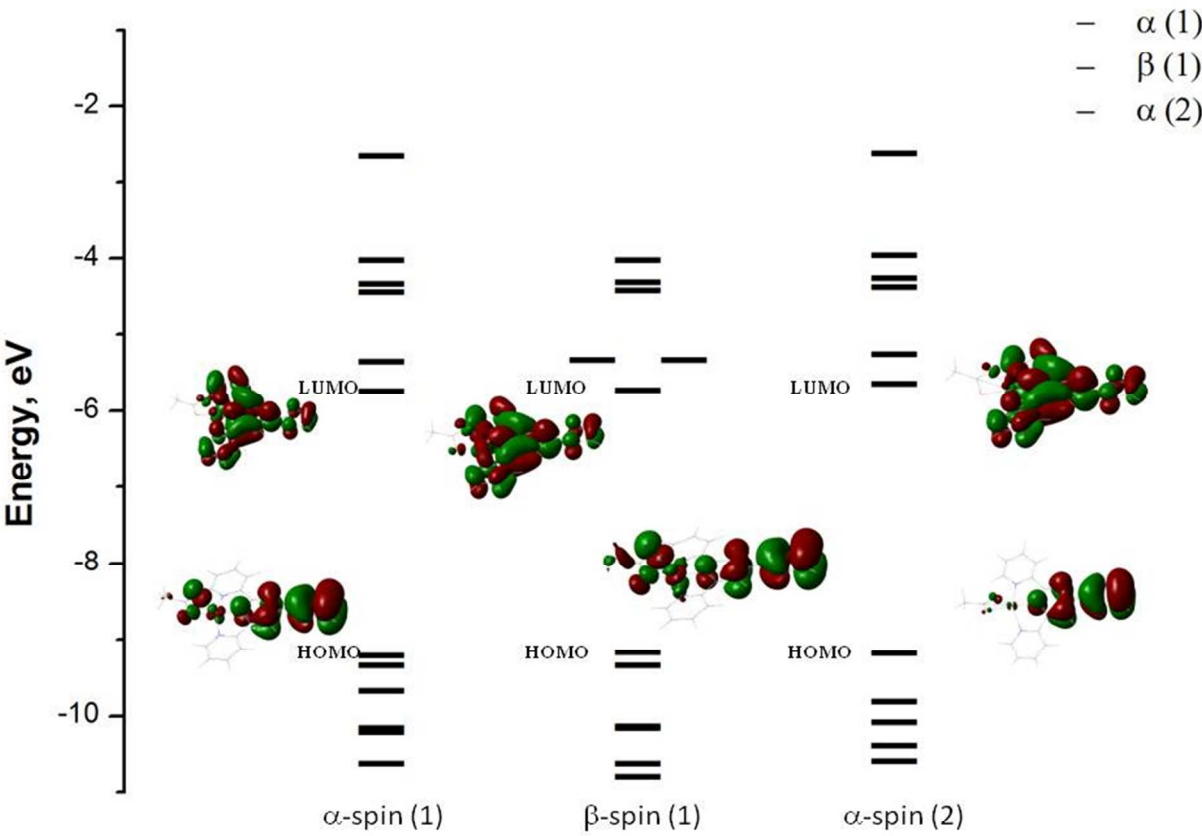 α (1)
β (1)
α (2)
-2
-4
-6
-8
-10
Energy, eV
LUMO
LUMO
LUMO
HOMO
HOMO
HOMO
α-spin (1)
β-spin (1)
α-spin (2)